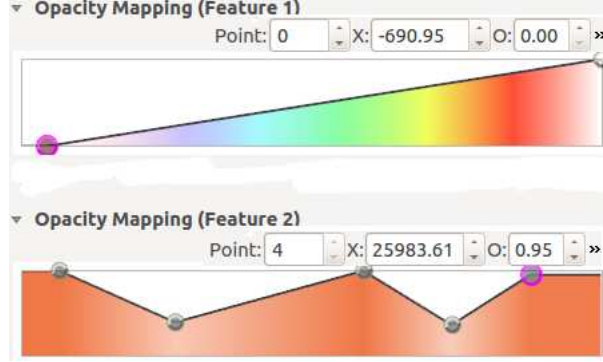 Opacity Mapping (Feature 1)
Point: 0 X: -690.95 O: 0.00 »
Opacity Mapping (Feature 2)
Point: 4 X: 25983.61 O: 0.95 »